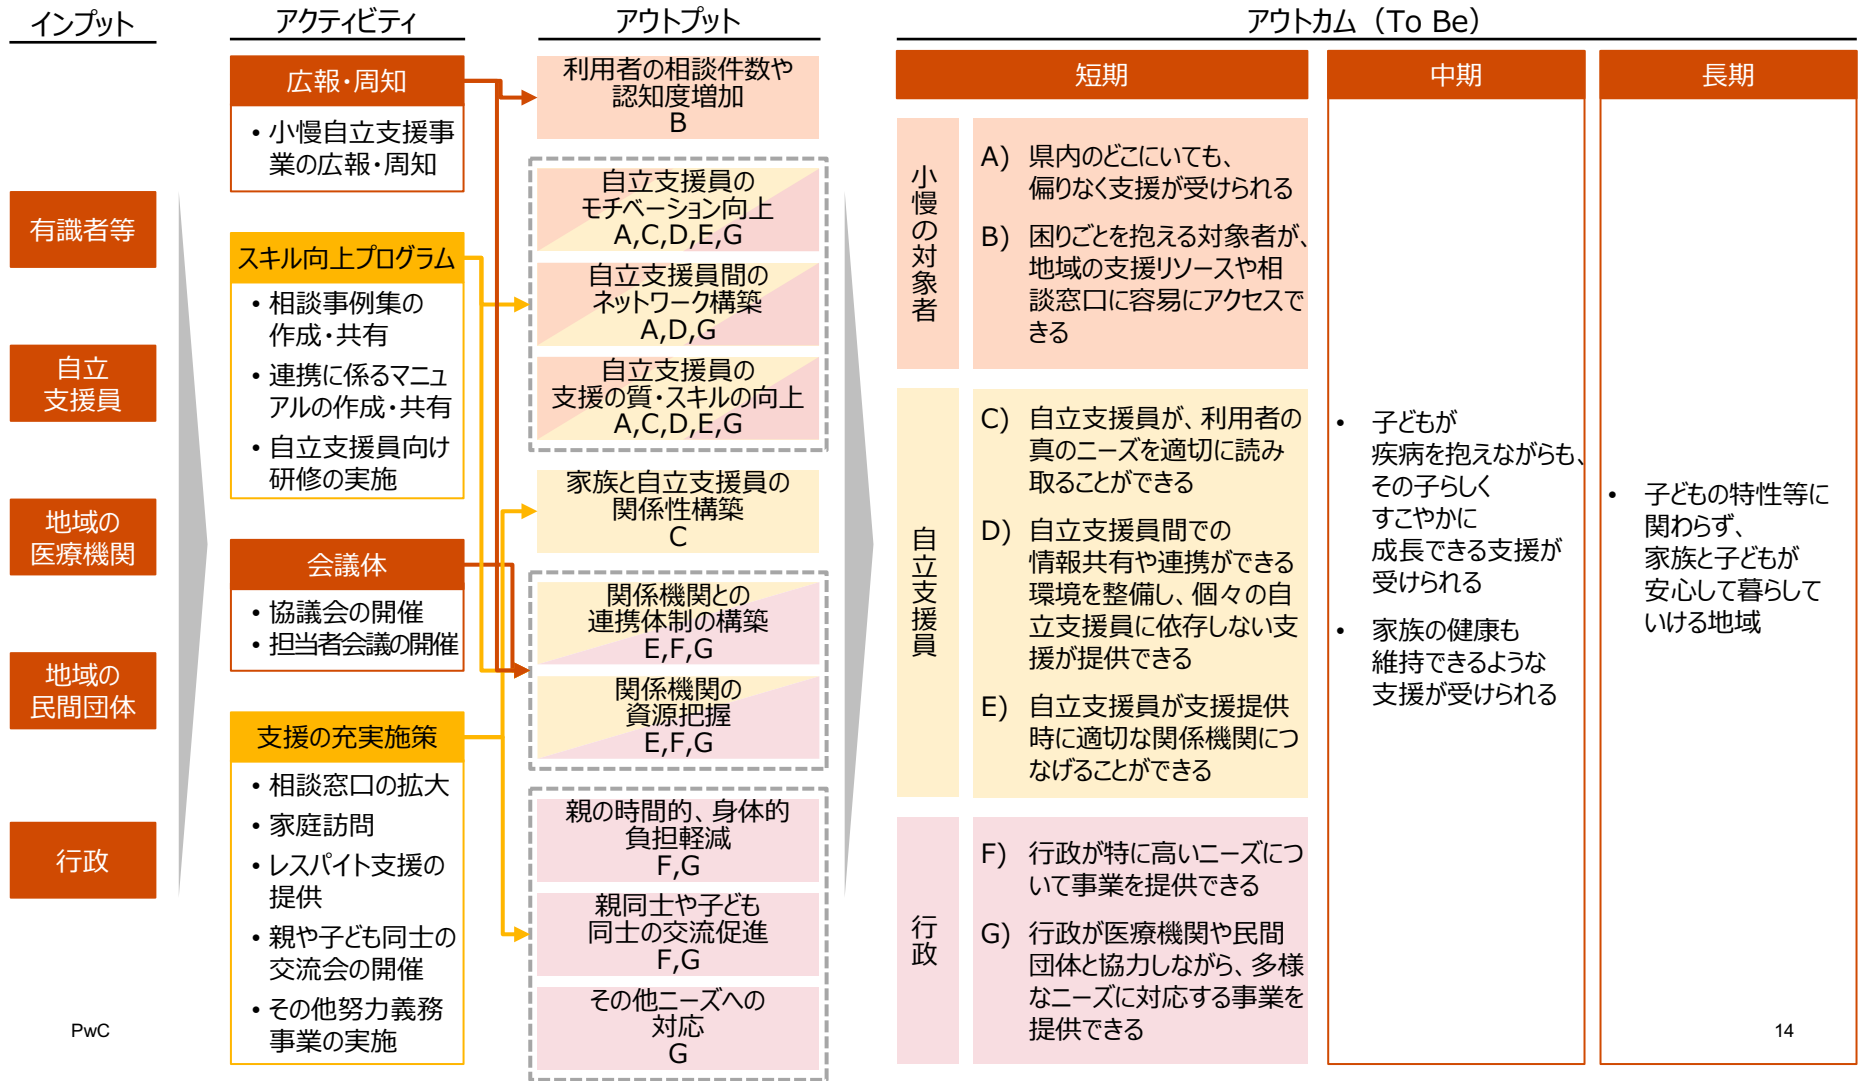 インプット
有識者等
自立
支援員
地域の
医療機関
地域の
民間団体
行政
アクティビティ
広報・周知
• 小慢自立支援事
業の広報・周知
スキル向上プログラム
• 相談事例集の
作成・共有
• 連携に係るマニュ
アルの作成・共有
• 自立支援員向け
研修の実施
会議体
• 協議会の開催
• 担当者会議の開催
支援の充実施策
• 相談窓口の拡大
• 家庭訪問
• レスパイト支援の
提供
• 親や子ども同士の
交流会の開催
• その他努力義務
事業の実施
アウトプット
利用者の相談件数や
認知度増加
B
自立支援員の
モチベーション向上
A,C,D,E,G
自立支援員間の
ネットワーク構築
A,D,G
自立支援員の
支援の質・スキルの向上
A,C,D,E,G
家族と自立支援員の
関係性構築
C
関係機関との
連携体制の構築
E,F,G
関係機関の
資源把握
E,F,G
親の時間的、身体的
負担軽減
F,G
親同士や子ども
同士の交流促進
F,G
その他ニーズへの
対応
G
アウトカム（To Be）
短期
小慢の対象者
A) 県内のどこにいても、
偏りなく支援が受けられる
B) 困りごとを抱える対象者が、
地域の支援リソースや相
談窓口に容易にアクセスで
きる
自立支援員
C) 自立支援員が、利用者の
真のニーズを適切に読み
取ることができる
D) 自立支援員間での
情報共有や連携ができる
環境を整備し、個々の自
立支援員に依存しない支
援が提供できる
E) 自立支援員が支援提供
時に適切な関係機関につ
なげることができる
行政
F) 行政が特に高いニーズにつ
いて事業を提供できる
G) 行政が医療機関や民間
団体と協力しながら、多様
なニーズに対応する事業を
提供できる
中期
• 子どもが
疾病を抱えながらも、
その子らしく
すこやかに
成長できる支援が
受けられる
• 家族の健康も
維持できるような
支援が受けられる
長期
• 子どもの特性等に
関わらず、
家族と子どもが
安心して暮らして
いける地域
PwC
14